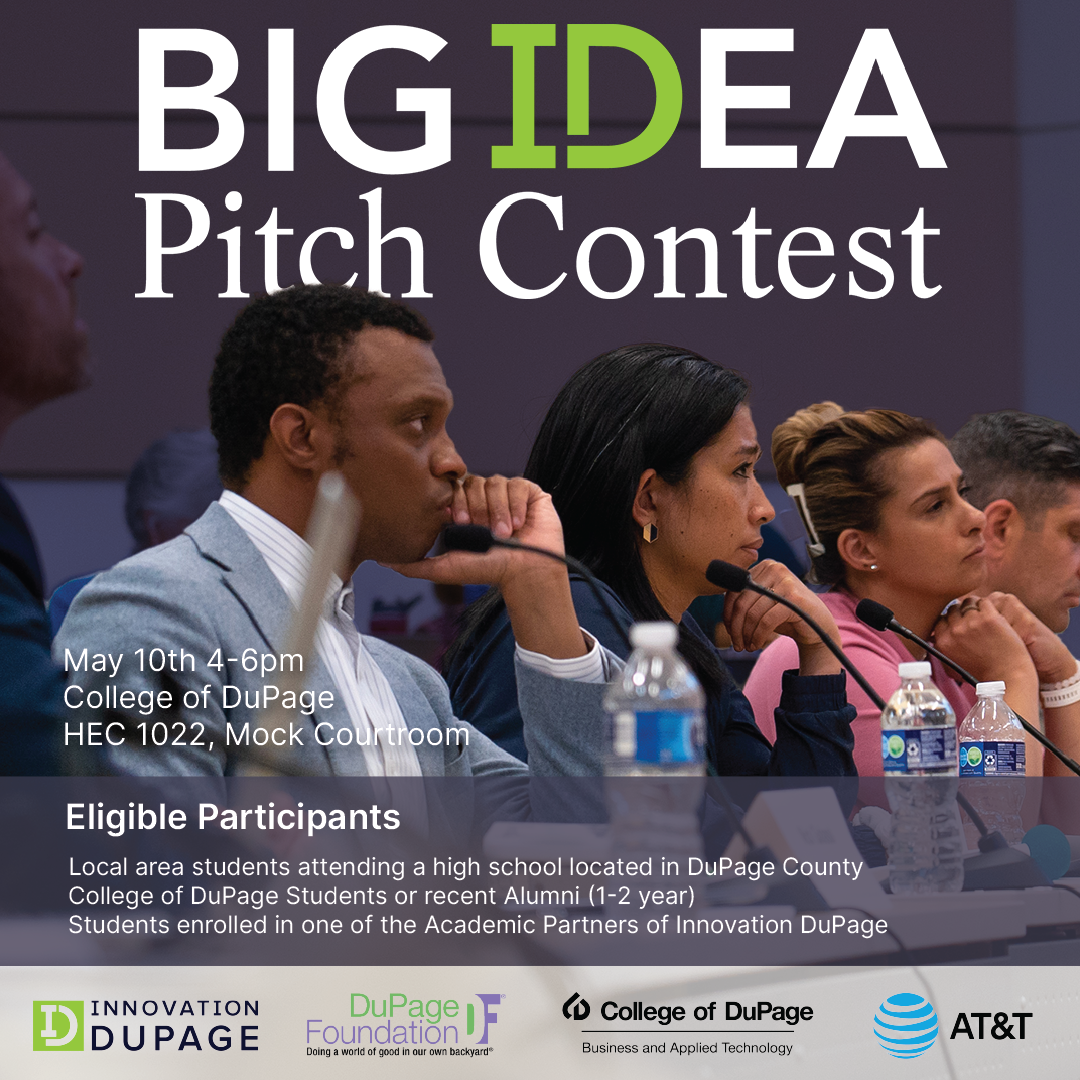 BIG IDEA
Pitch Contest
May 10th 4-6pm
College of DuPage
HEC 1022, Mock Courtroom
Eligible Participants
Local area students attending a high school located in DuPage County
College of DuPage Students or recent Alumni (1-2 year)
Students enrolled in one of the Academic Partners of Innovation DuPage
ID INNOVATION
DUPAGE
DuPage
Foundation
DF®
Doing a world of good in our own backyard®
College of DuPage
Business and Applied Technology
AT&T